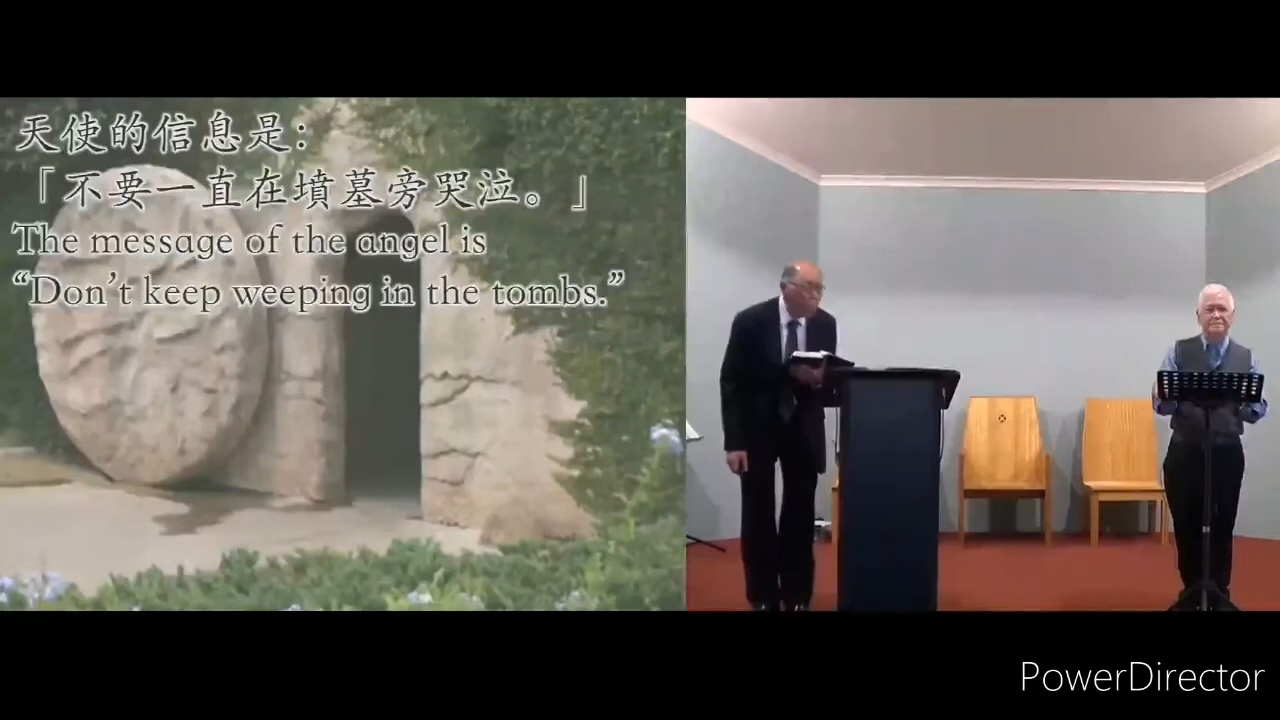 天使的信息是：
「不要一直在墳墓旁哭泣。」
The message of the angel is
“Don’t keep weeping in the tombs.”
PowerDirector